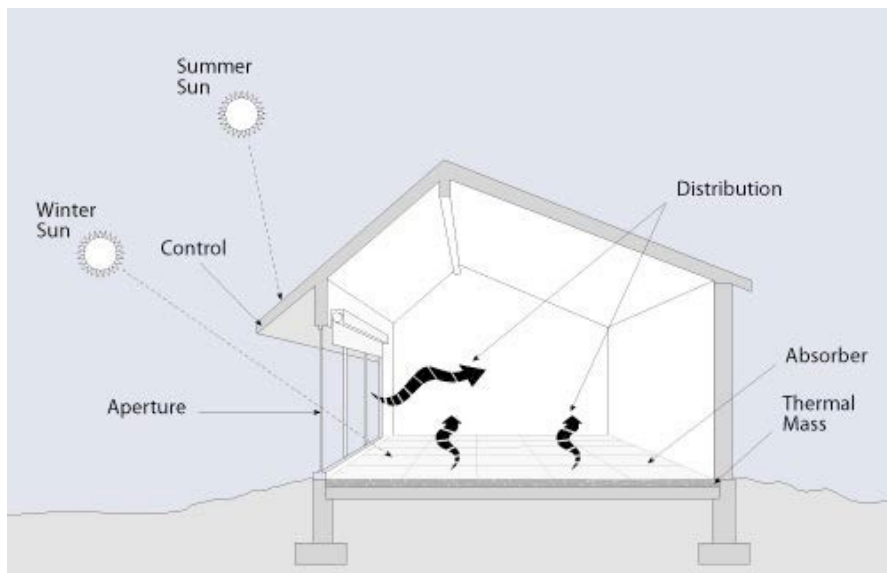 Summer
Sun
Distribution
Winter
Sun
Control
Absorber
Aperture
Thermal
Mass